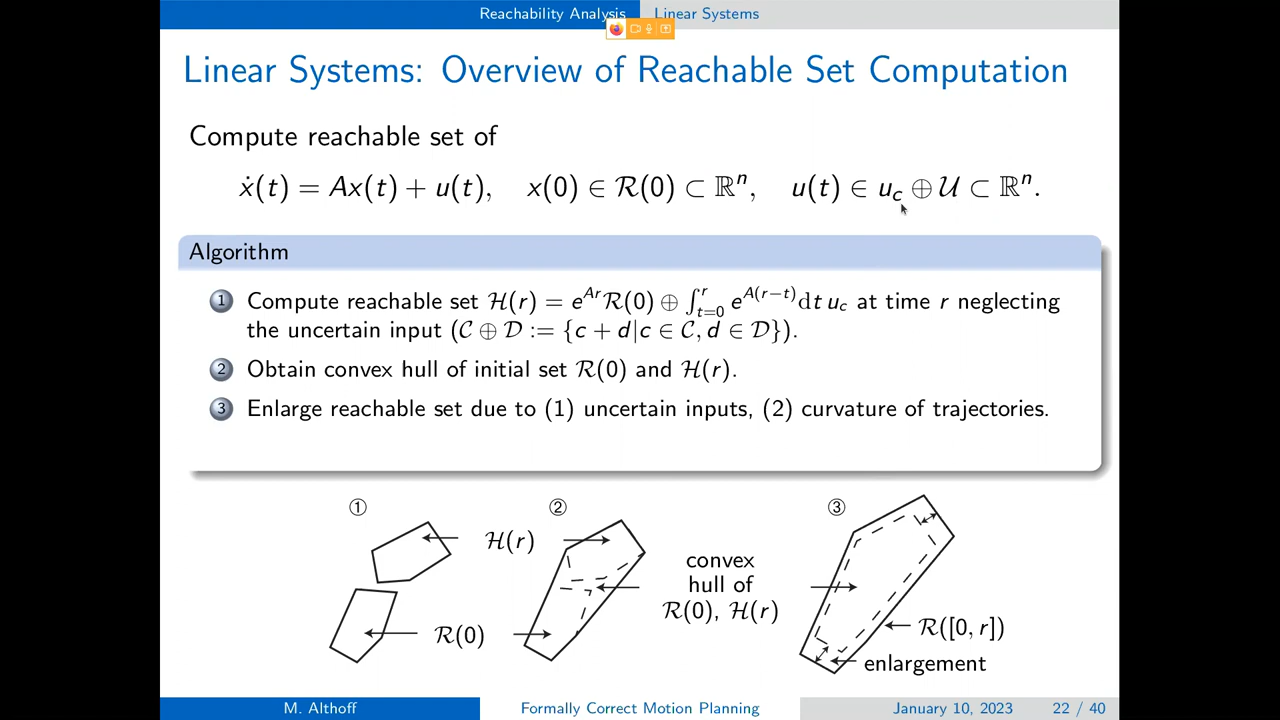 Reachability Analysis Linear Systems
Linear Systems: Overview of Reachable Set Computation
Compute reachable set of
ẋ(t) = Ax(t) + u(t), x(0) ∈ ℛ(0) ⊂ ℝⁿ, u(t) ∈ u_c ⊕ 𝒰 ⊂ ℝⁿ.
Algorithm
1 Compute reachable set ℋ(r) = e^{Ar}ℛ(0) ⊕ ∫_{t=0}^{r} e^{A(r−t)}dt u_c at time r neglecting
the uncertain input (𝒞 ⊕ 𝒟 := {c + d|c ∈ 𝒞, d ∈ 𝒟}).
2 Obtain convex hull of initial set ℛ(0) and ℋ(r).
3 Enlarge reachable set due to (1) uncertain inputs, (2) curvature of trajectories.
① ② ③
ℋ(r)
convex
hull of
ℛ(0), ℋ(r)
ℛ(0)
ℛ([0, r])
enlargement
M. Althoff Formally Correct Motion Planning January 10, 2023 22 / 40